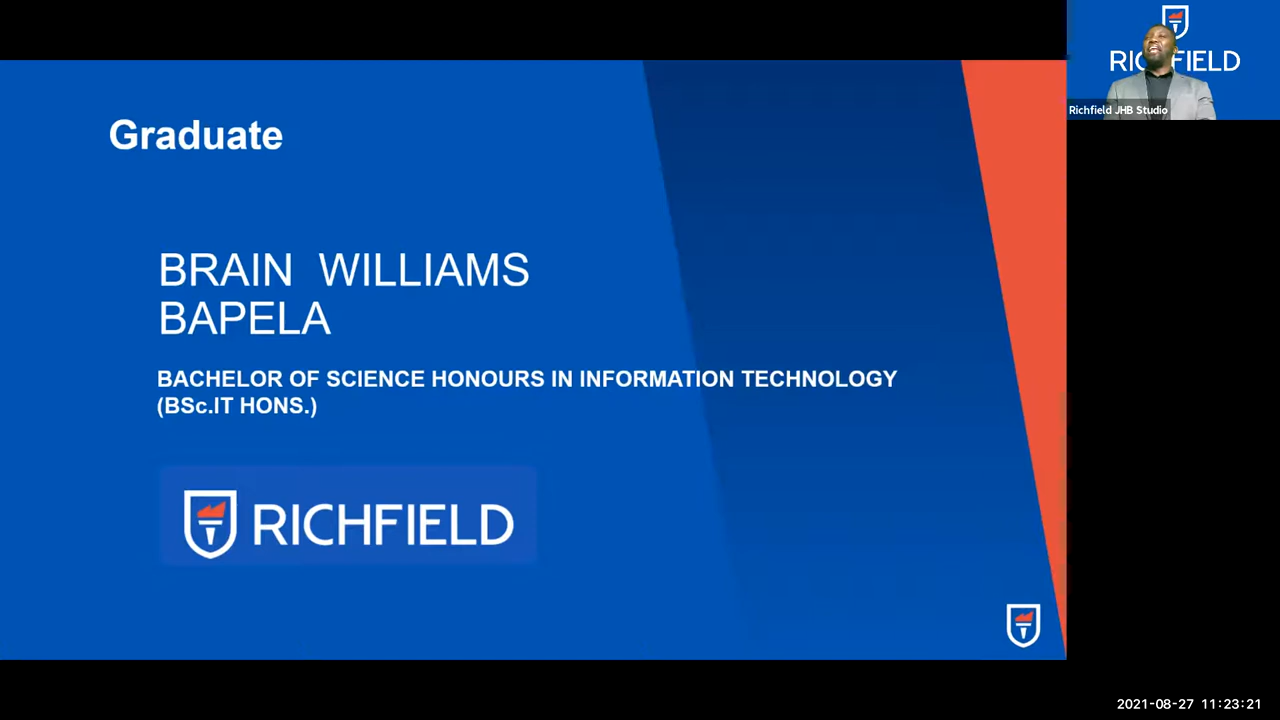 Graduate
BRAIN WILLIAMS
BAPELA
BACHELOR OF SCIENCE HONOURS IN INFORMATION TECHNOLOGY
(BSc.IT HONS.)
RICHFIELD
RICHFIELD
Richfield JHB Studio
2021-08-27 11:23:21